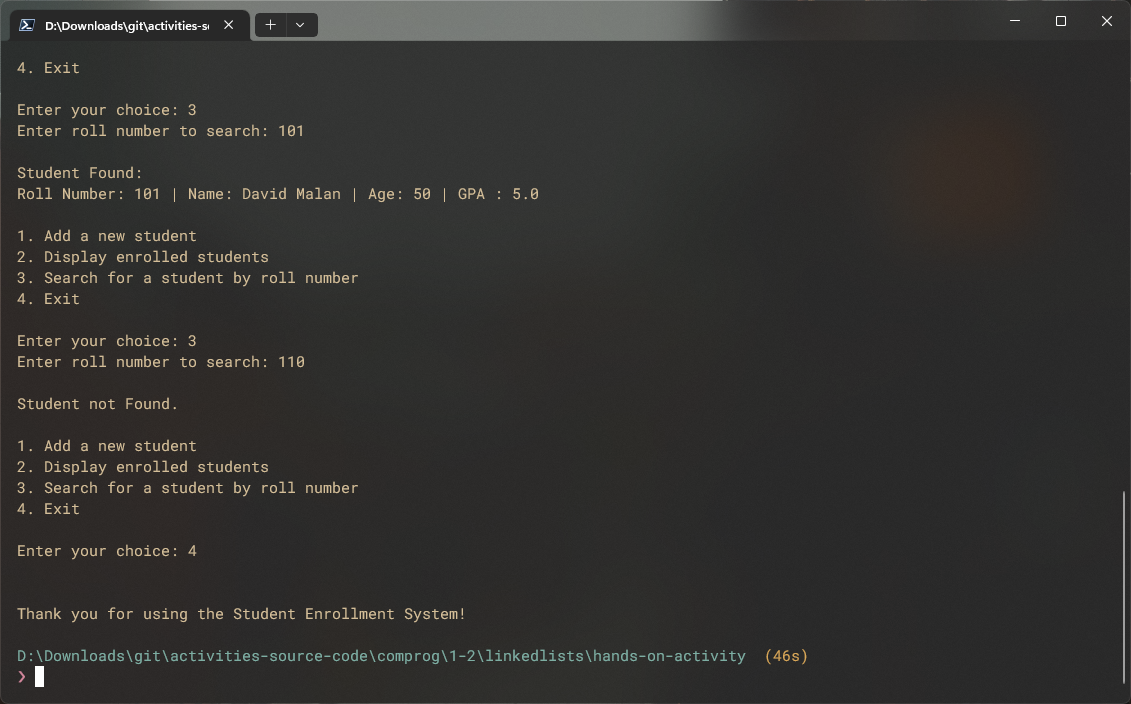 D:\Downloads\git\activities-so
4. Exit
Enter your choice: 3
Enter roll number to search: 101
Student Found:
Roll Number: 101 | Name: David Malan | Age: 50 | GPA : 5.0
1. Add a new student
2. Display enrolled students
3. Search for a student by roll number
4. Exit
Enter your choice: 3
Enter roll number to search: 110
Student not Found.
1. Add a new student
2. Display enrolled students
3. Search for a student by roll number
4. Exit
Enter your choice: 4
Thank you for using the Student Enrollment System!
D:\Downloads\git\activities-source-code\comprog\1-2\linkedlists\hands-on-activity (46s)
❯